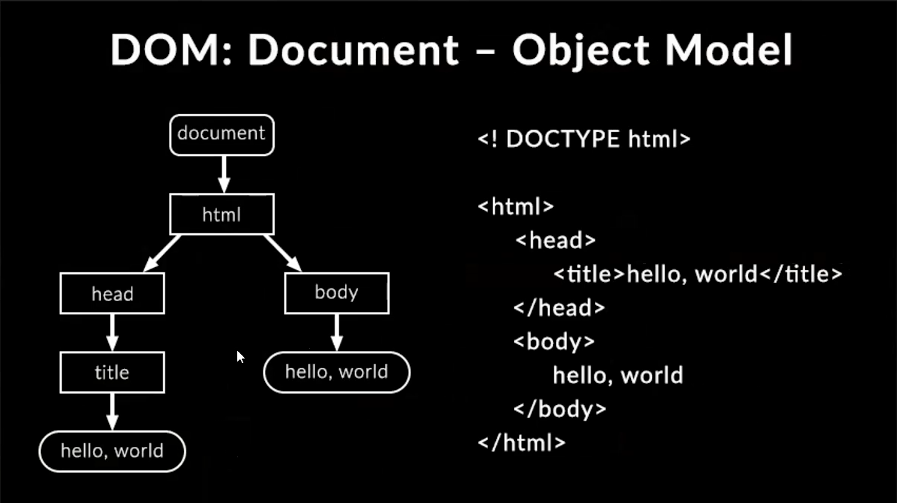 DOM: Document – Object Model
document
html
head
body
title
hello, world
hello, world
<! DOCTYPE html>
<html>
<head>
<title>hello, world</title>
</head>
<body>
hello, world
</body>
</html>